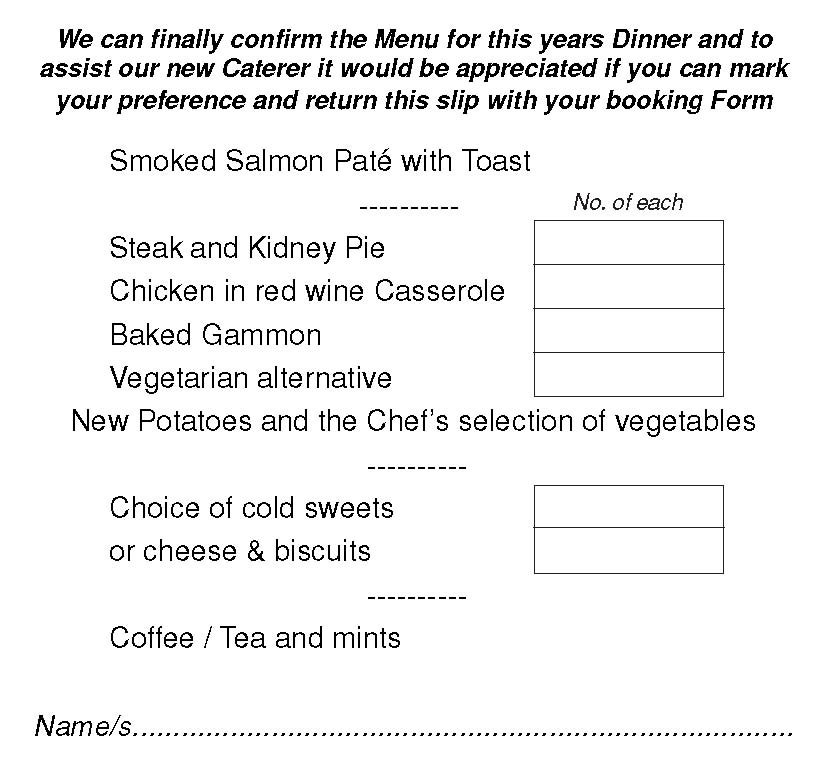 We can finally confirm the Menu for this years Dinner and to
assist our new Caterer it would be appreciated if you can mark
your preference and return this slip with your booking Form
Smoked Salmon Paté with Toast
----------
No. of each
Steak and Kidney Pie
Chicken in red wine Casserole
Baked Gammon
Vegetarian alternative
New Potatoes and the Chef's selection of vegetables
----------
Choice of cold sweets
or cheese & biscuits
----------
Coffee / Tea and mints
Name/s................................................................................